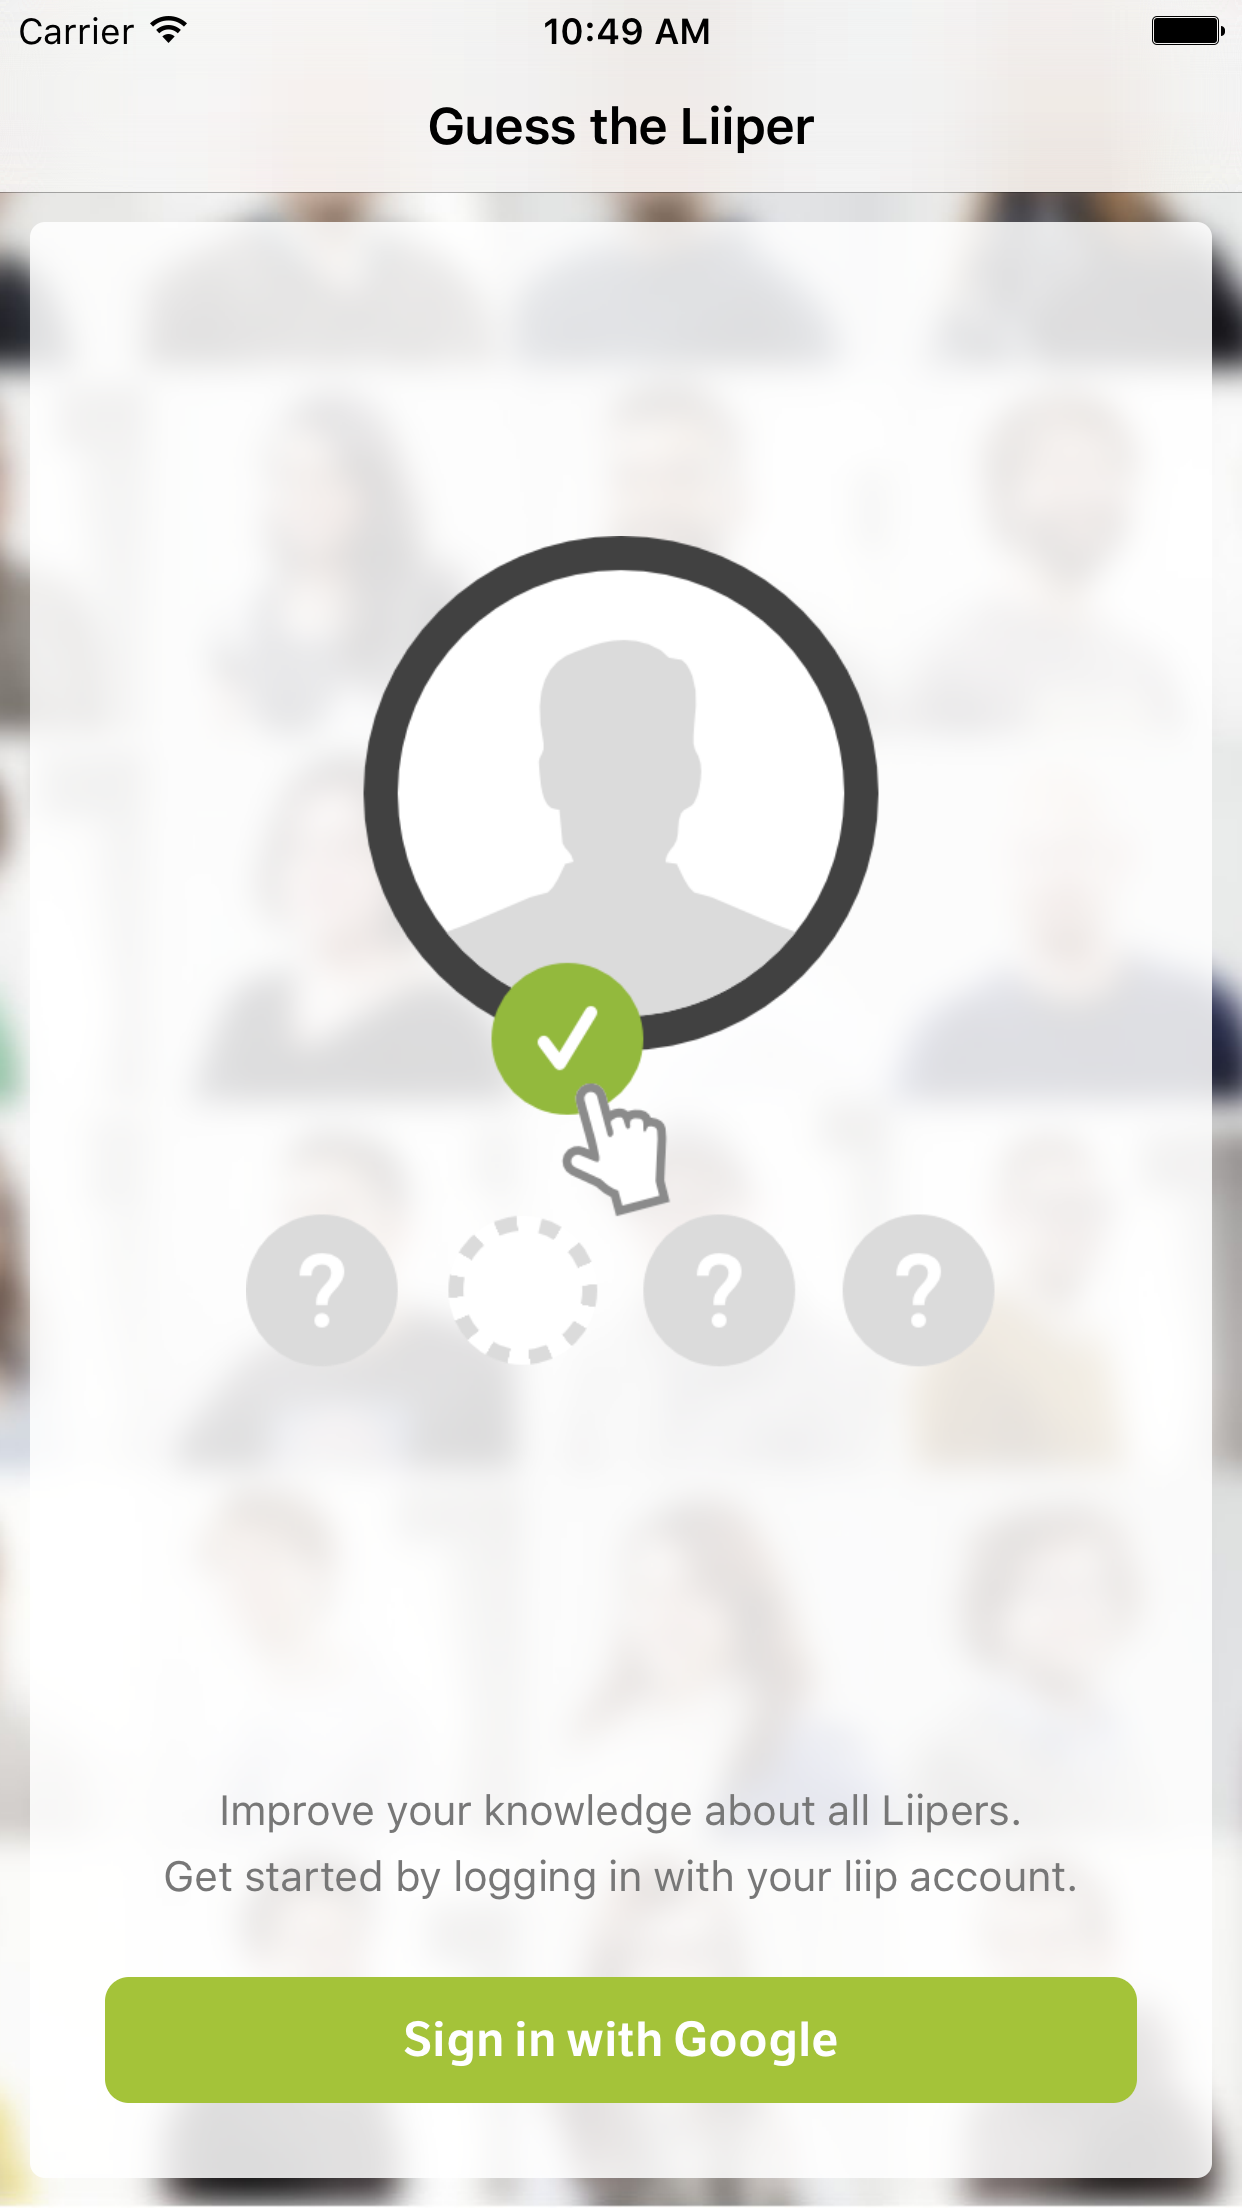 Carrier 10:49 AM
Guess the Liiper
?
? ?
Improve your knowledge about all Liipers.
Get started by logging in with your liip account.
Sign in with Google